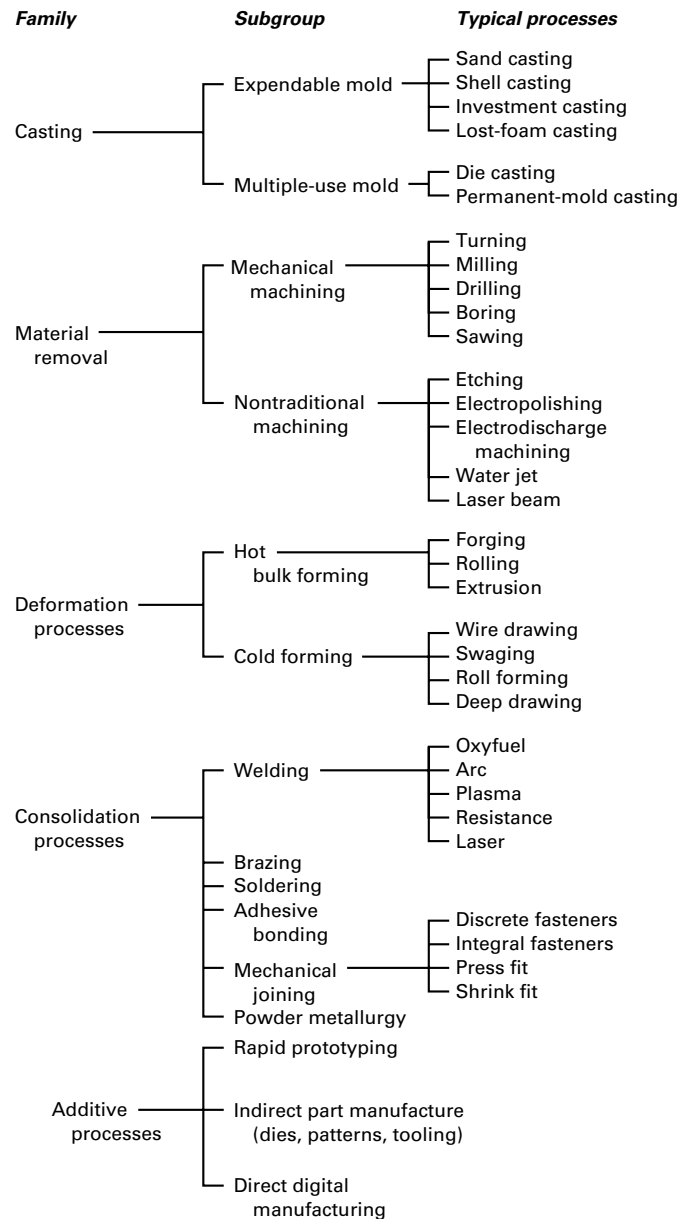 Family Subgroup Typical processes
Sand casting
Expendable mold Shell casting
Investment casting
Casting Lost-foam casting
Die casting
Multiple-use mold Permanent-mold casting
Turning
Mechanical Milling
machining Drilling
Boring
Material Sawing
removal
Etching
Nontraditional Electropolishing
machining Electrodischarge
machining
Water jet
Laser beam
Forging
Hot Rolling
bulk forming Extrusion
Deformation
processes Wire drawing
Cold forming Swaging
Roll forming
Deep drawing
Oxyfuel
Welding Arc
Plasma
Consolidation Resistance
processes Laser
Brazing
Soldering
Adhesive Discrete fasteners
bonding Integral fasteners
Mechanical Press fit
joining Shrink fit
Powder metallurgy
Rapid prototyping
Additive Indirect part manufacture
processes (dies, patterns, tooling)
Direct digital
manufacturing